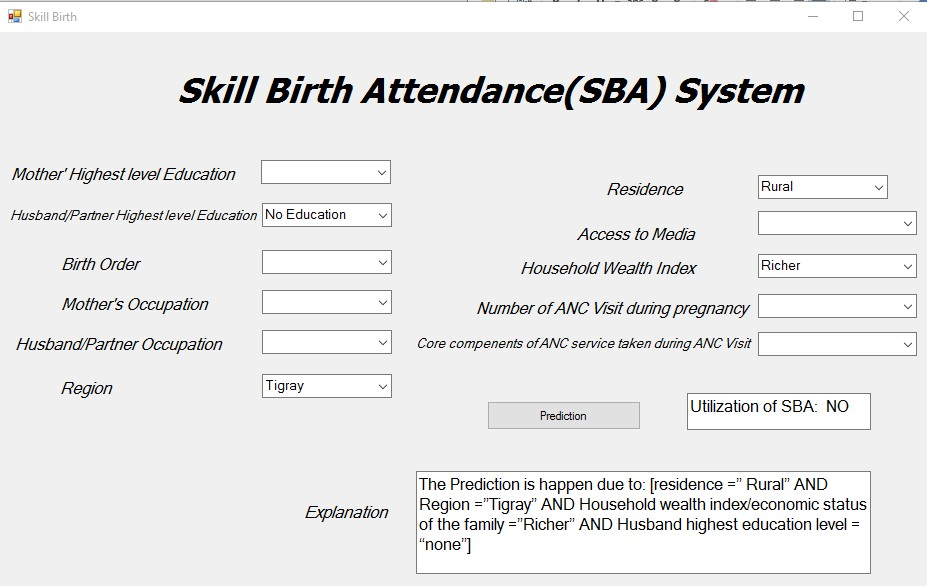 Skill Birth
Skill Birth Attendance(SBA) System
Mother' Highest level Education
Husband/Partner Highest level Education No Education
Birth Order
Mother's Occupation
Husband/Partner Occupation
Region Tigray
Residence Rural
Access to Media
Household Wealth Index Richer
Number of ANC Visit during pregnancy
Core compenents of ANC service taken during ANC Visit
Prediction
Utilization of SBA:  NO
Explanation
The Prediction is happen due to: [residence =” Rural” AND
Region =”Tigray” AND Household wealth index/economic status
of the family =”Richer” AND Husband highest education level =
“none”]